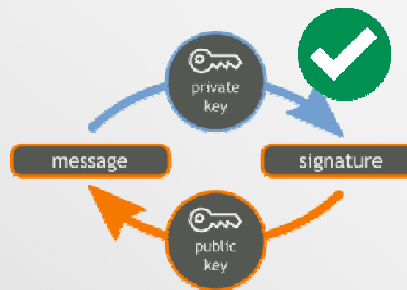 private
key
message
signature
public
key